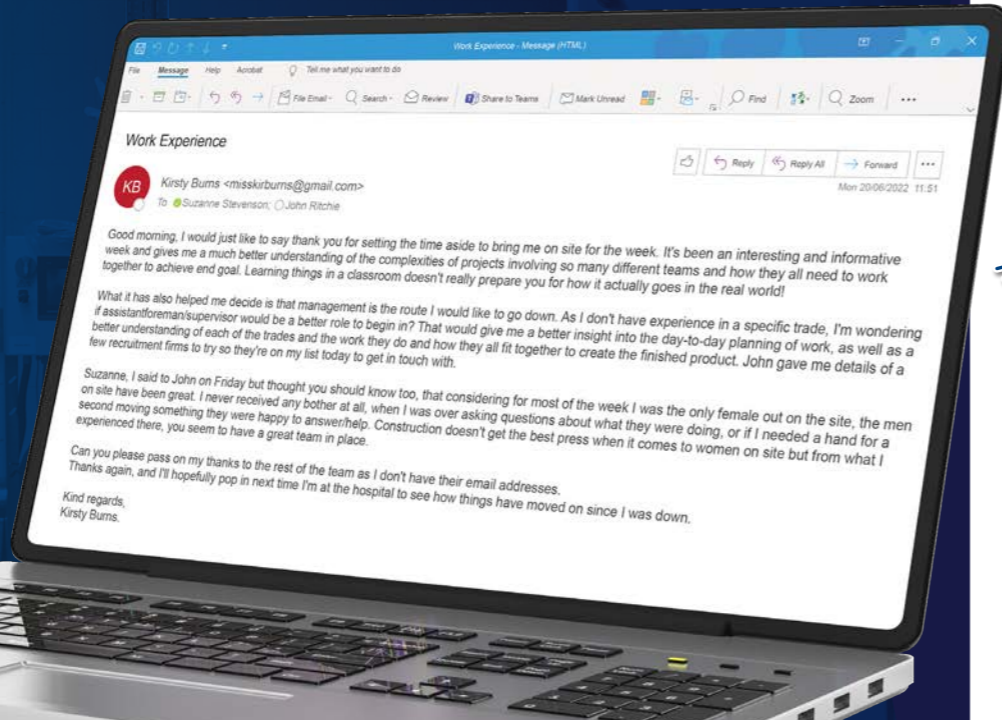 Work Experience - Message (HTML)
File Message Help Acrobat Tell me what you want to do
File Email Search Review Share to Teams Mark Unread Find Zoom
Work Experience
Reply Reply All Forward
KB
Kirsty Burns <misskirburns@gmail.com>
Mon 20/06/2022 11:51
To Suzanne Stevenson; John Ritchie
Good morning, I would just like to say thank you for setting the time aside to bring me on site for the week. It's been an interesting and informative
week and gives me a much better understanding of the complexities of projects involving so many different teams and how they all need to work
together to achieve end goal. Learning things in a classroom doesn't really prepare you for how it actually goes in the real world!
What it has also helped me decide is that management is the route I would like to go down. As I don't have experience in a specific trade, I'm wondering
if assistantforeman/supervisor would be a better role to begin in? That would give me a better insight into the day-to-day planning of work, as well as a
better understanding of each of the trades and the work they do and how they all fit together to create the finished product. John gave me details of a
few recruitment firms to try so they're on my list today to get in touch with.
Suzanne, I said to John on Friday but thought you should know too, that considering for most of the week I was the only female out on the site, the men
on site have been great. I never received any bother at all, when I was over asking questions about what they were doing, or if I needed a hand for a
second moving something they were happy to answer/help. Construction doesn't get the best press when it comes to women on site but from what I
experienced there, you seem to have a great team in place.
Can you please pass on my thanks to the rest of the team as I don't have their email addresses.
Thanks again, and I'll hopefully pop in next time I'm at the hospital to see how things have moved on since I was down.
Kind regards,
Kirsty Burns.